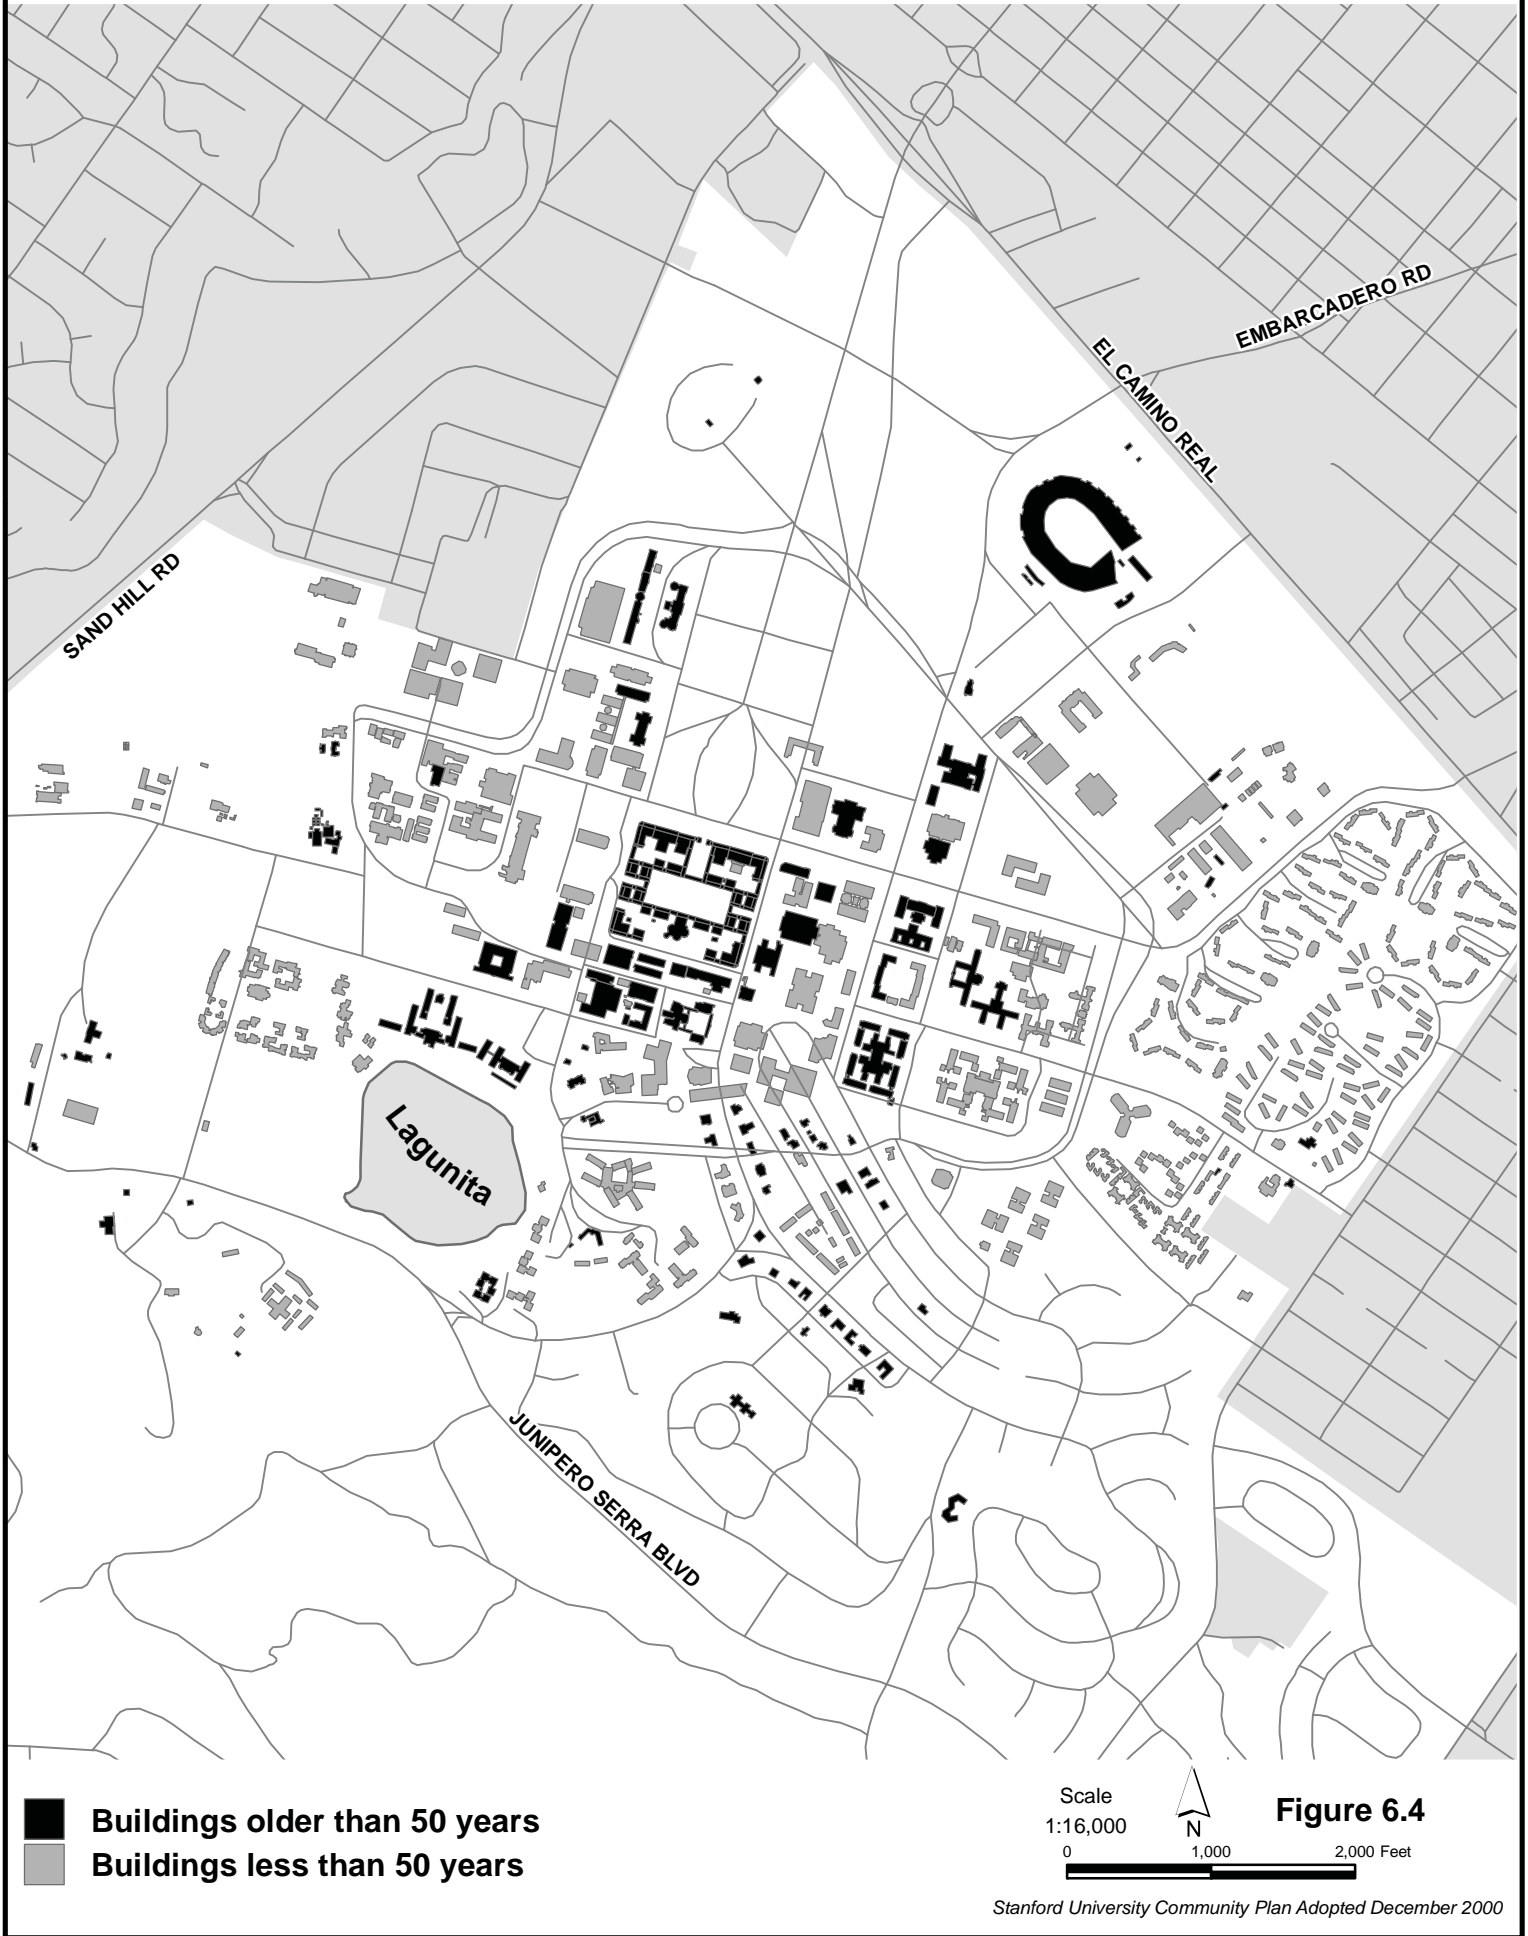 EMBARCADERO RD
EL CAMINO REAL
SAND HILL RD
Lagunita
JUNIPERO SERRA BLVD
Buildings older than 50 years
Buildings less than 50 years
Scale
1:16,000
N
Figure 6.4
0 1,000 2,000 Feet
Stanford University Community Plan Adopted December 2000